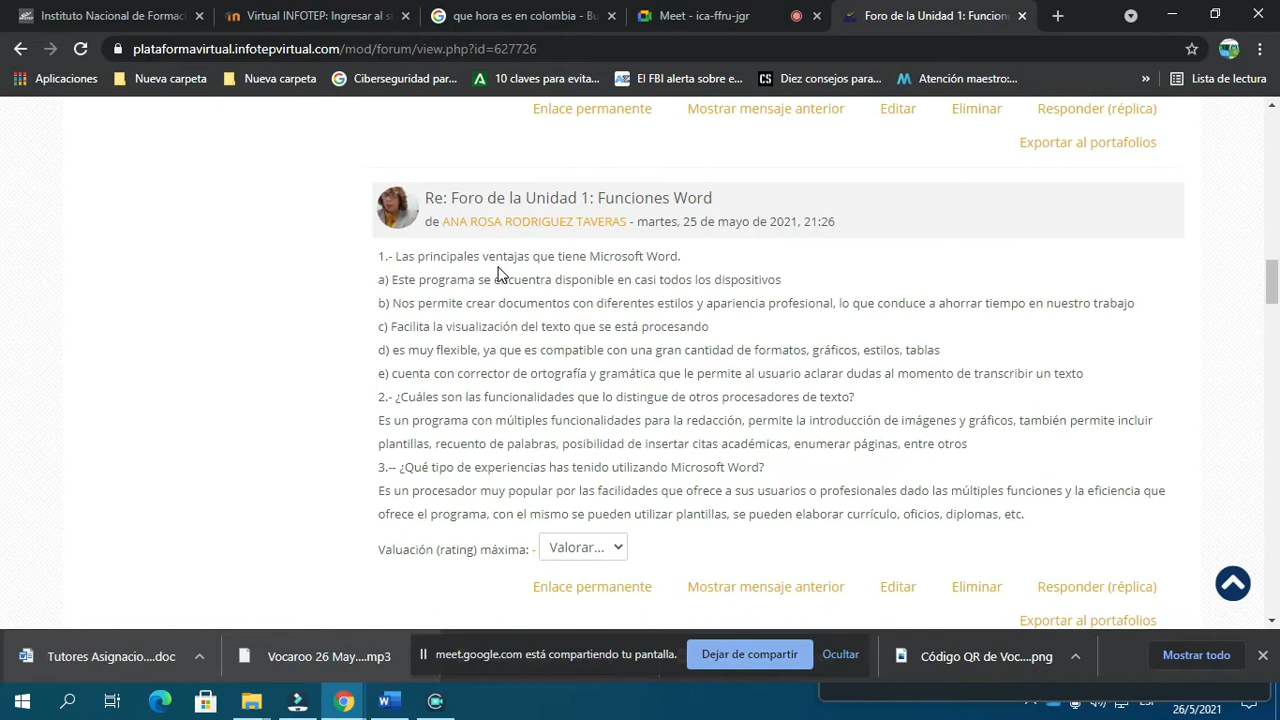 Instituto Nacional de Formac
Virtual INFOTEP: Ingresar al s
que hora es en colombia - Bu
Meet - ica-ffru-jgr
Foro de la Unidad 1: Funcion
plataformavirtual.infotepvirtual.com/mod/forum/view.php?id=627726
Aplicaciones
Nueva carpeta
Nueva carpeta
Ciberseguridad par...
10 claves para evita...
AZ
El FBI alerta sobre e...
CS
Diez consejos para...
Atención maestro:...
»
Lista de lectura
Enlace permanente Mostrar mensaje anterior Editar Eliminar Responder (réplica)
Exportar al portafolios
Re: Foro de la Unidad 1: Funciones Word
de ANA ROSA RODRIGUEZ TAVERAS - martes, 25 de mayo de 2021, 21:26
1.- Las principales ventajas que tiene Microsoft Word.
a) Este programa se encuentra disponible en casi todos los dispositivos
b) Nos permite crear documentos con diferentes estilos y apariencia profesional, lo que conduce a ahorrar tiempo en nuestro trabajo
c) Facilita la visualización del texto que se está procesando
d) es muy flexible, ya que es compatible con una gran cantidad de formatos, gráficos, estilos, tablas
e) cuenta con corrector de ortografía y gramática que le permite al usuario aclarar dudas al momento de transcribir un texto
2.- ¿Cuáles son las funcionalidades que lo distingue de otros procesadores de texto?
Es un programa con múltiples funcionalidades para la redacción, permite la introducción de imágenes y gráficos, también permite incluir
plantillas, recuento de palabras, posibilidad de insertar citas académicas, enumerar páginas, entre otros
3.-- ¿Qué tipo de experiencias has tenido utilizando Microsoft Word?
Es un procesador muy popular por las facilidades que ofrece a sus usuarios o profesionales dado las múltiples funciones y la eficiencia que
ofrece el programa, con el mismo se pueden utilizar plantillas, se pueden elaborar currículo, oficios, diplomas, etc.
Valuación (rating) máxima: - Valorar...
Enlace permanente Mostrar mensaje anterior Editar Eliminar Responder (réplica)
Exportar al portafolios
Tutores Asignacio....doc
Vocaroo 26 May....mp3
meet.google.com está compartiendo tu pantalla.
Dejar de compartir
Ocultar
Código QR de Voc....png
Mostrar todo
26/5/2021